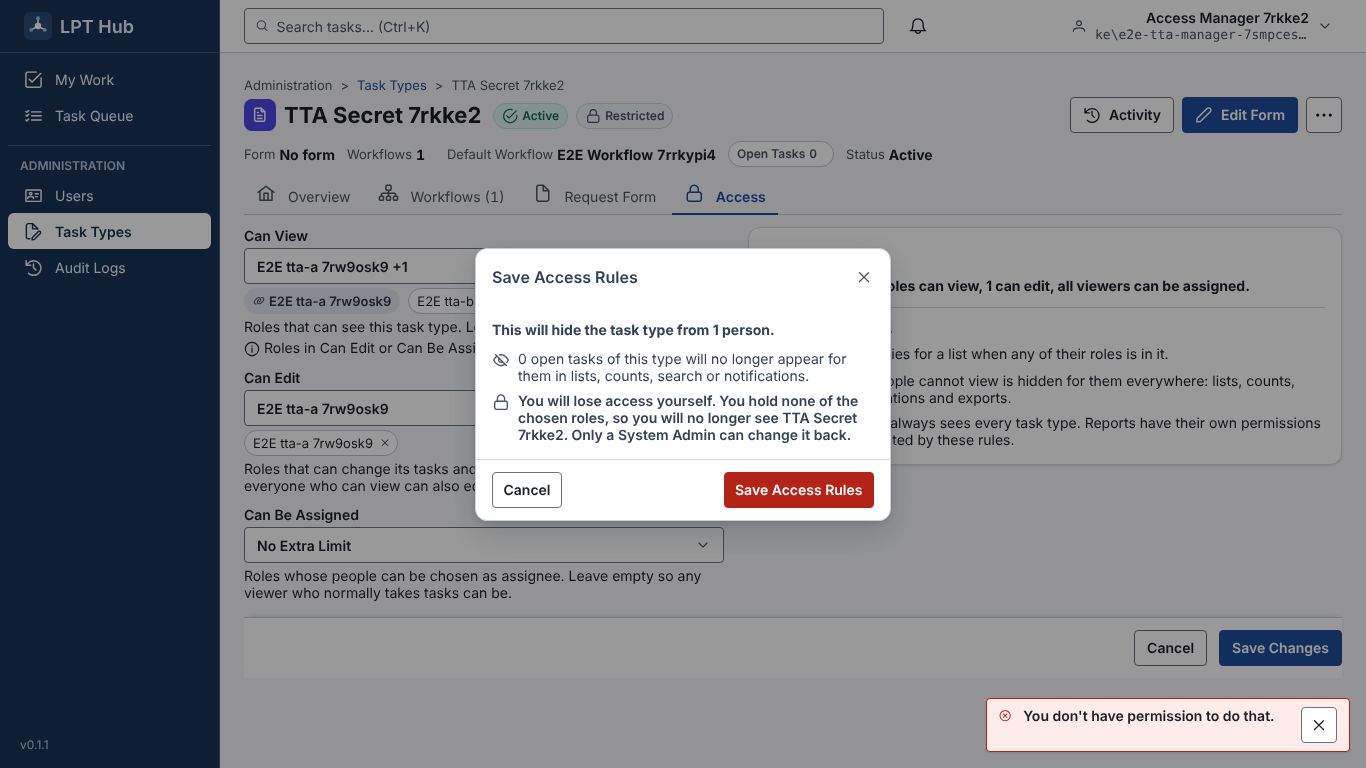 LPT Hub
Search tasks... (Ctrl+K)
Access Manager 7rkke2
ke\e2e-tta-manager-7smpces…
My Work
Task Queue
ADMINISTRATION
Users
Task Types
Audit Logs
v0.1.1
Administration > Task Types > TTA Secret 7rkke2
TTA Secret 7rkke2 Active Restricted
Activity Edit Form
Form No form Workflows 1 Default Workflow E2E Workflow 7rrkypi4 Open Tasks 0 Status Active
Overview Workflows (1) Request Form Access
Can View
E2E tta-a 7rw9osk9 +1
E2E tta-a 7rw9osk9 E2E tta-b
Roles that can see this task type.
Roles in Can Edit or Can Be
Can Edit
E2E tta-a 7rw9osk9
E2E tta-a 7rw9osk9
Roles that can change its tasks and
everyone who can view can also
Can Be Assigned
No Extra Limit
Roles whose people can be chosen as assignee. Leave empty so any
viewer who normally takes tasks can be.
can view, 1 can edit, all viewers can be assigned.
for a list when any of their roles is in it.
cannot view is hidden for them everywhere: lists, counts,
and exports.
always sees every task type. Reports have their own permissions
by these rules.
Save Access Rules
This will hide the task type from 1 person.
0 open tasks of this type will no longer appear for
them in lists, counts, search or notifications.
You will lose access yourself. You hold none of the
chosen roles, so you will no longer see TTA Secret
7rkke2. Only a System Admin can change it back.
Cancel Save Access Rules
Cancel Save Changes
You don't have permission to do that.